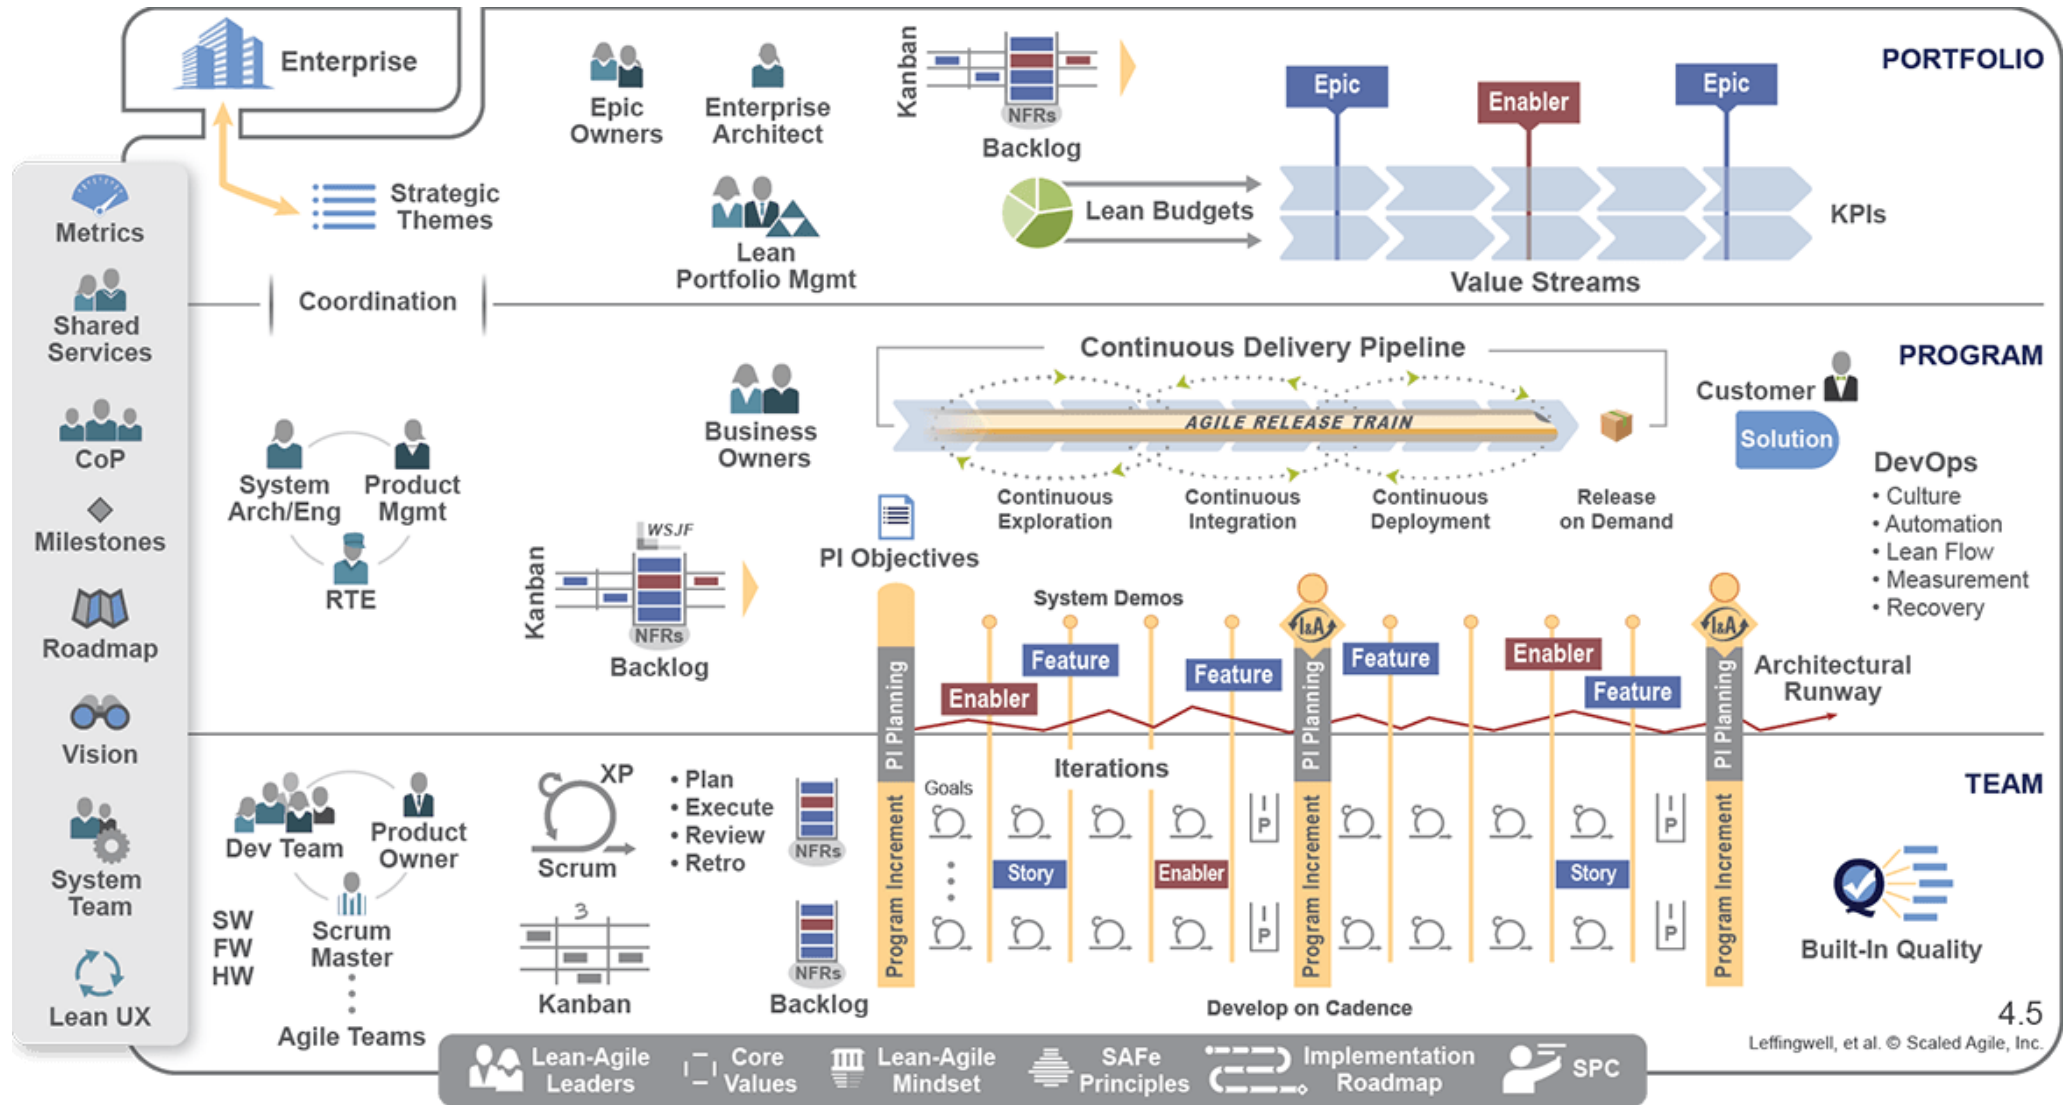 Enterprise
Strategic
Themes
Coordination
Metrics
Shared
Services
CoP
Milestones
Roadmap
Vision
System
Team
Lean UX
PORTFOLIO
Epic
Owners
Enterprise
Architect
Lean
Portfolio Mgmt
Kanban
NFRs
Backlog
Lean Budgets
Epic
Enabler
Epic
KPIs
Value Streams
PROGRAM
System
Arch/Eng
Product
Mgmt
RTE
Business
Owners
Kanban
WSJF
NFRs
Backlog
Continuous Delivery Pipeline
AGILE RELEASE TRAIN
Continuous
Exploration
Continuous
Integration
Continuous
Deployment
Release
on Demand
Customer
Solution
DevOps
• Culture
• Automation
• Lean Flow
• Measurement
• Recovery
PI Objectives
System Demos
I&A
I&A
PI Planning
Enabler
Feature
Feature
PI Planning
Feature
Enabler
Feature
PI Planning
Architectural
Runway
TEAM
Dev Team
Product
Owner
Scrum
Master
SW
FW
HW
Agile Teams
XP
Scrum
• Plan
• Execute
• Review
• Retro
3
Kanban
NFRs
NFRs
Backlog
Program Increment
Goals
Iterations
Story
Enabler
I
P
I
P
Program Increment
Story
I
P
I
P
Program Increment
Develop on Cadence
Built-In Quality
4.5
Leffingwell, et al. © Scaled Agile, Inc.
Lean-Agile
Leaders
Core
Values
Lean-Agile
Mindset
SAFe
Principles
Implementation
Roadmap
SPC